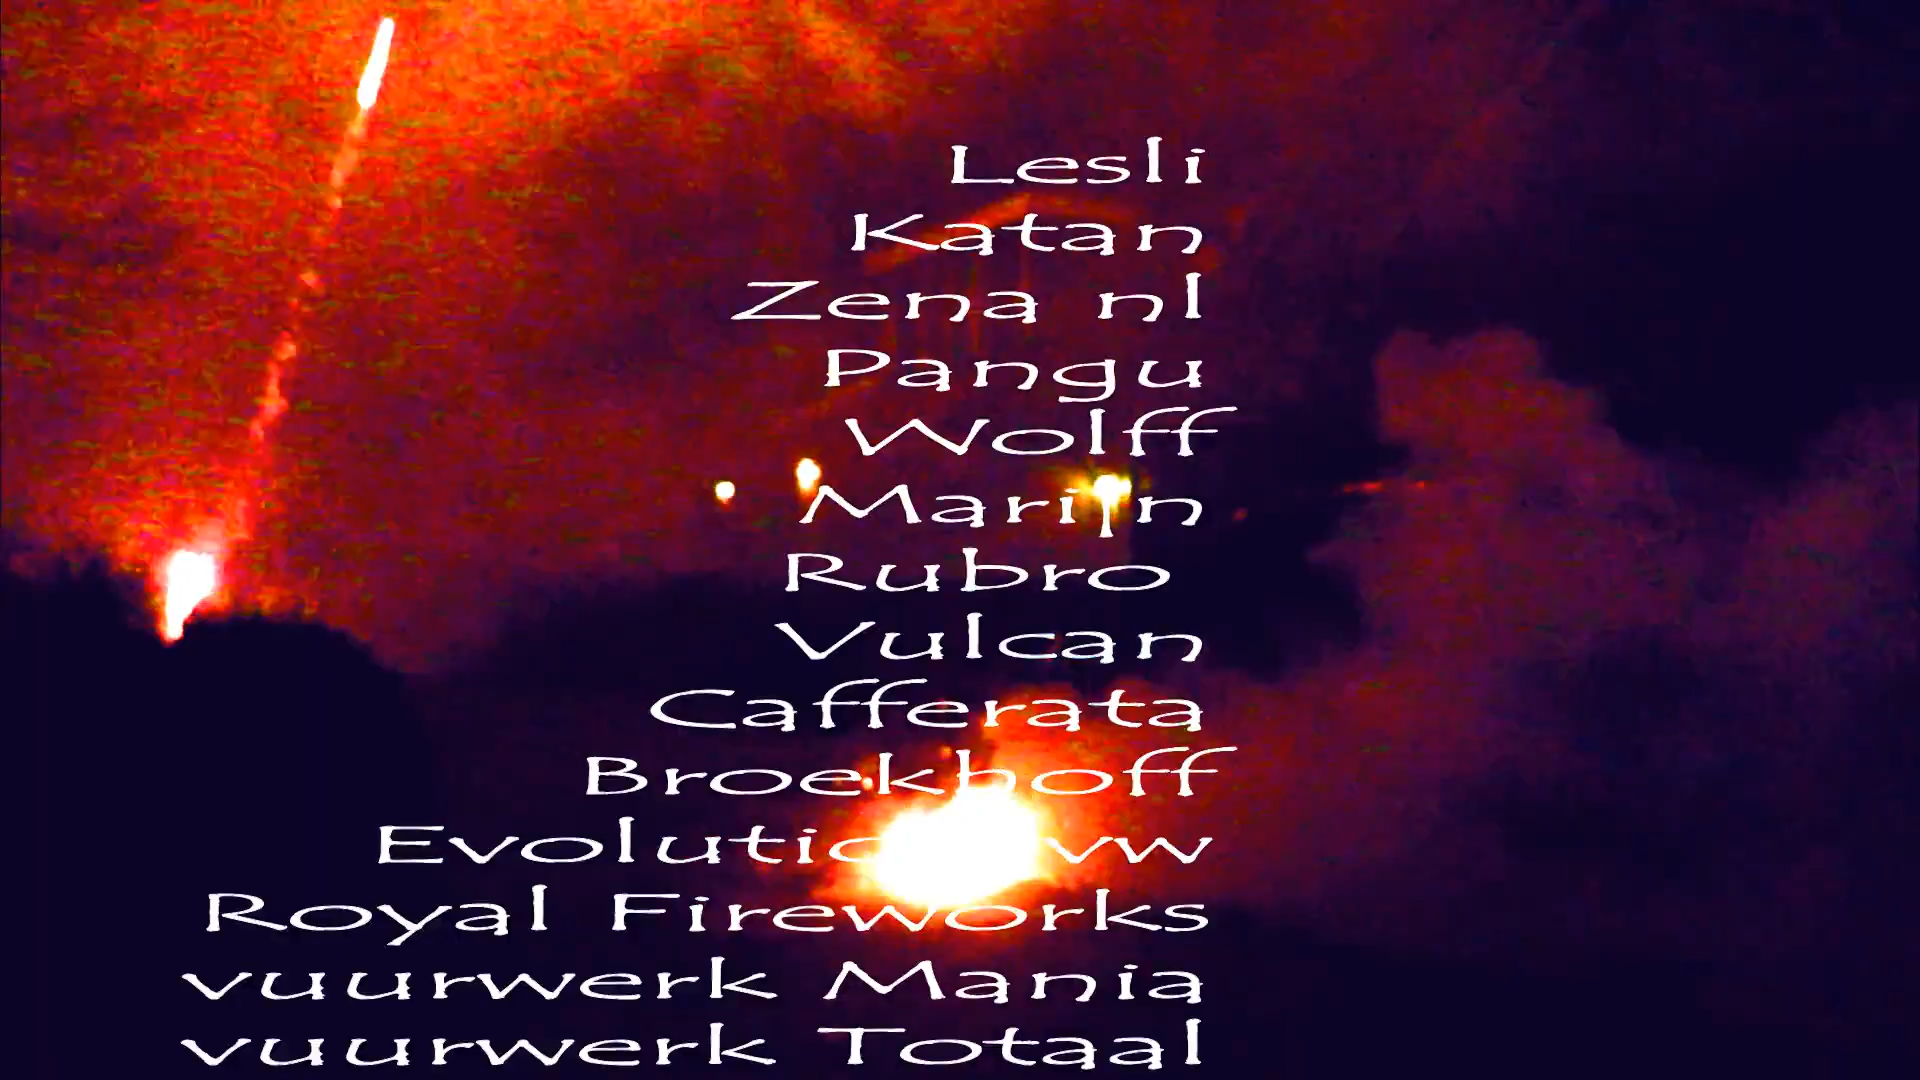 Lesli
Katan
Zena nl
Pangu
Wolff
Marijn
Rubro
Vulcan
Cafferata
Broekhoff
vw
Royal Fireworks
vuurwerk Mania
vuurwerk Totaal